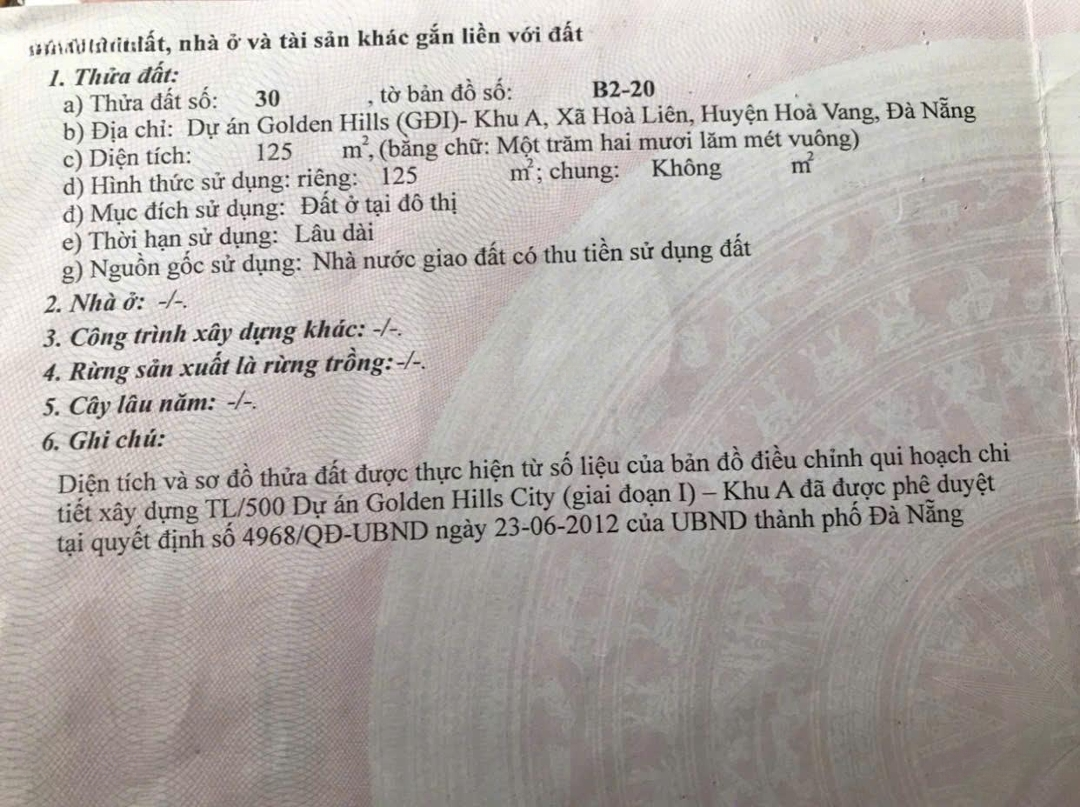 đất, nhà ở và tài sản khác gắn liền với đất
1. Thửa đất:
a) Thửa đất số: 30 , tờ bản đồ số: B2-20
b) Địa chỉ: Dự án Golden Hills (GĐI)- Khu A, Xã Hoà Liên, Huyện Hoà Vang, Đà Nẵng
c) Diện tích: 125 m², (bằng chữ: Một trăm hai mươi lăm mét vuông)
d) Hình thức sử dụng: riêng: 125 m²; chung: Không m²
đ) Mục đích sử dụng: Đất ở tại đô thị
e) Thời hạn sử dụng: Lâu dài
g) Nguồn gốc sử dụng: Nhà nước giao đất có thu tiền sử dụng đất
2. Nhà ở: -/-.
3. Công trình xây dựng khác: -/-.
4. Rừng sản xuất là rừng trồng:-/-.
5. Cây lâu năm: -/-.
6. Ghi chú:
Diện tích và sơ đồ thửa đất được thực hiện từ số liệu của bản đồ điều chỉnh qui hoạch chi
tiết xây dựng TL/500 Dự án Golden Hills City (giai đoạn I) – Khu A đã được phê duyệt
tại quyết định số 4968/QĐ-UBND ngày 23-06-2012 của UBND thành phố Đà Nẵng